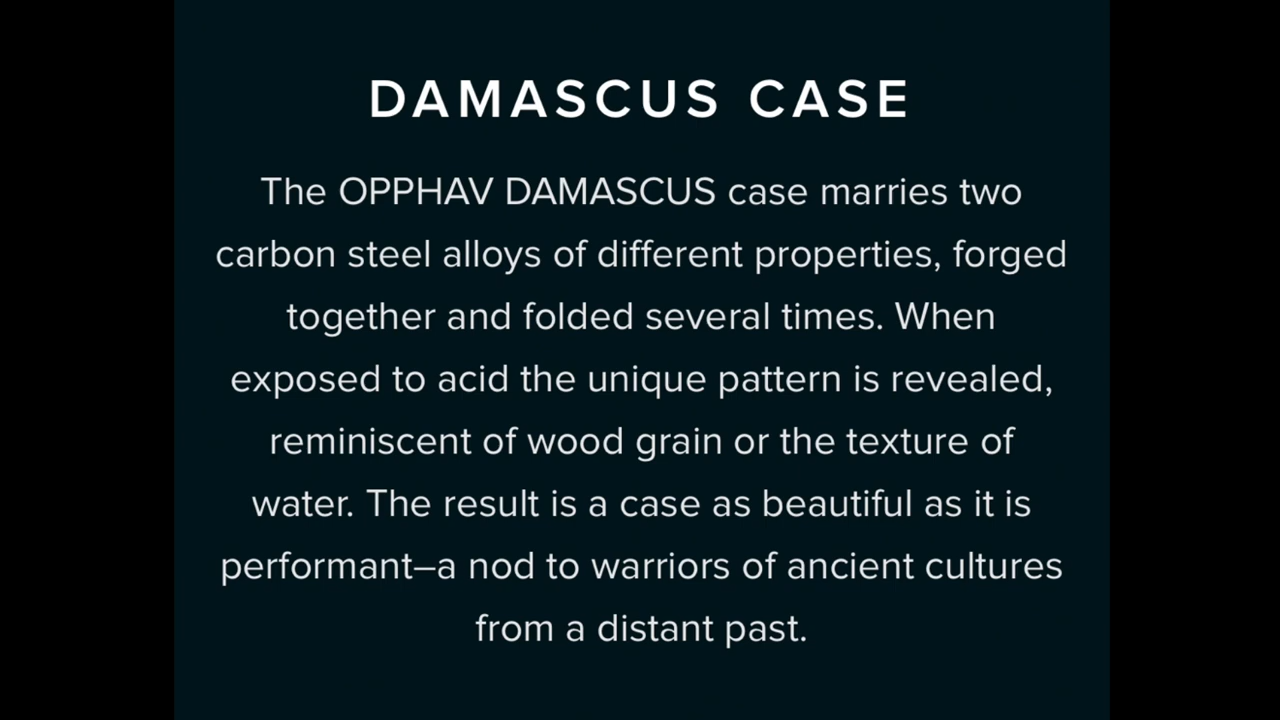 DAMASCUS CASE
The OPPHAV DAMASCUS case marries two
carbon steel alloys of different properties, forged
together and folded several times. When
exposed to acid the unique pattern is revealed,
reminiscent of wood grain or the texture of
water. The result is a case as beautiful as it is
performant–a nod to warriors of ancient cultures
from a distant past.